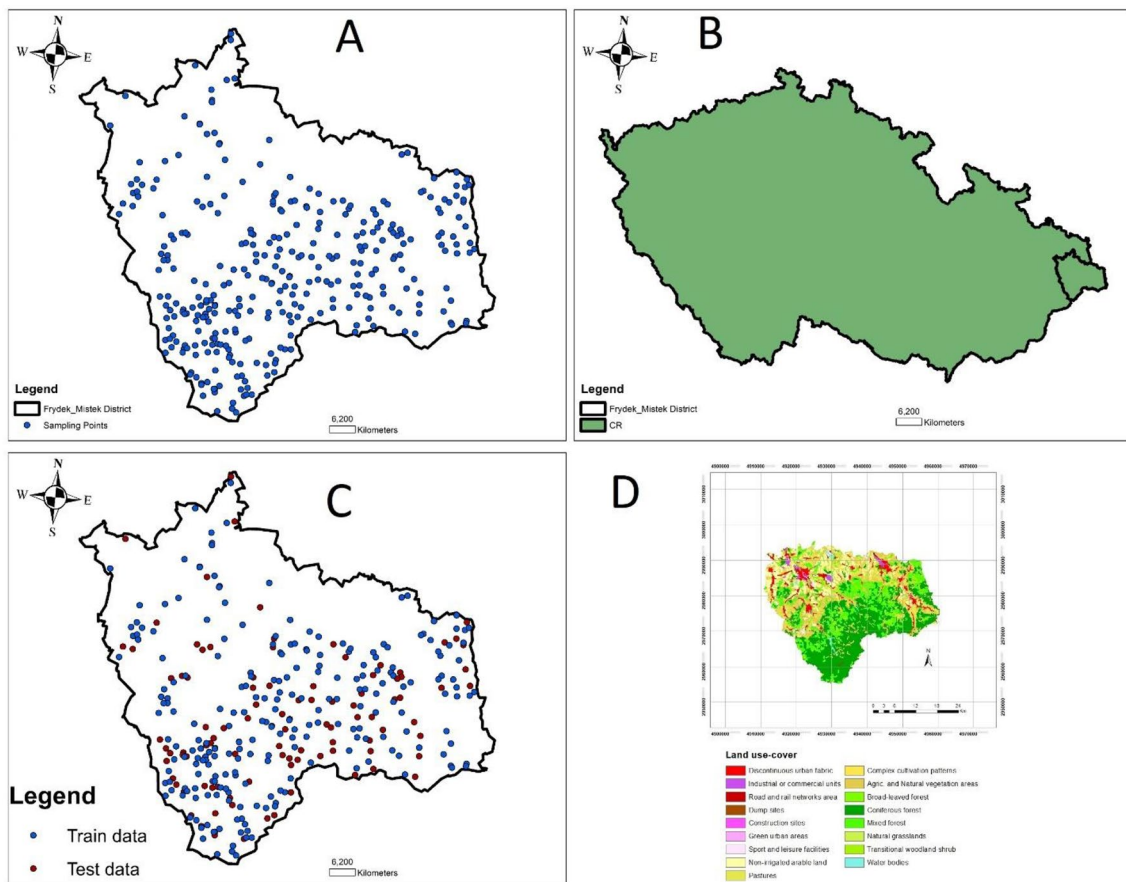 A
N
W E
S
Legend
Frydek_Mistek District
Sampling Points
6,200
Kilometers
B
N
W E
S
Legend
Frydek_Mistek District
CR
6,200
Kilometers
C
N
W E
S
Legend
Train data
Test data
6,200
Kilometers
D
N
Land use-cover
Discontinuous urban fabric
Industrial or commercial units
Road and rail networks area
Dump sites
Construction sites
Green urban areas
Sport and leisure facilities
Non-irrigated arable land
Pastures
Complex cultivation patterns
Agric. and Natural vegetation areas
Broad-leaved forest
Coniferous forest
Mixed forest
Natural grasslands
Transitional woodland shrub
Water bodies